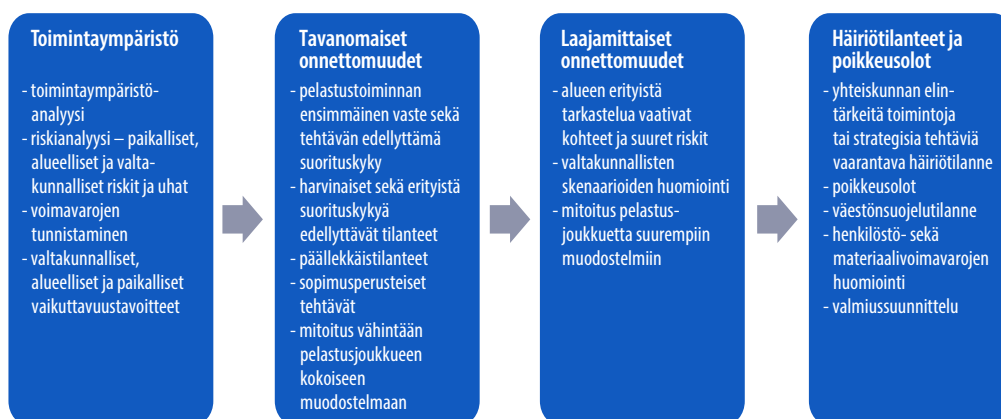 Toimintaympäristö
- toimintaympäristö-
analyysi
- riskianalyysi – paikalliset,
alueelliset ja valta-
kunnalliset riskit ja uhat
- voimavarojen
tunnistaminen
- valtakunnalliset,
alueelliset ja paikalliset
vaikuttavuustavoitteet
Tavanomaiset
onnettomuudet
- pelastustoiminnan
ensimmäinen vaste sekä
tehtävän edellyttämä
suorituskyky
- harvinaiset sekä erityistä
suorituskykyä
edellyttävät tilanteet
- päällekkäistilanteet
- sopimusperusteiset
tehtävät
- mitoitus vähintään
pelastusjoukkueen
kokoiseen
muodostelmaan
Laajamittaiset
onnettomuudet
- alueen erityistä
tarkastelua vaativat
kohteet ja suuret riskit
- valtakunnallisten
skenaarioiden huomiointi
- mitoitus pelastus-
joukkuetta suurempiin
muodostelmiin
Häiriötilanteet ja
poikkeusolot
- yhteiskunnan elin-
tärkeitä toimintoja
tai strategisia tehtäviä
vaarantava häiriötilanne
- poikkeusolot
- väestönsuojelutilanne
- henkilöstö- sekä
materiaalivoimavarojen
huomiointi
- valmiussuunnittelu